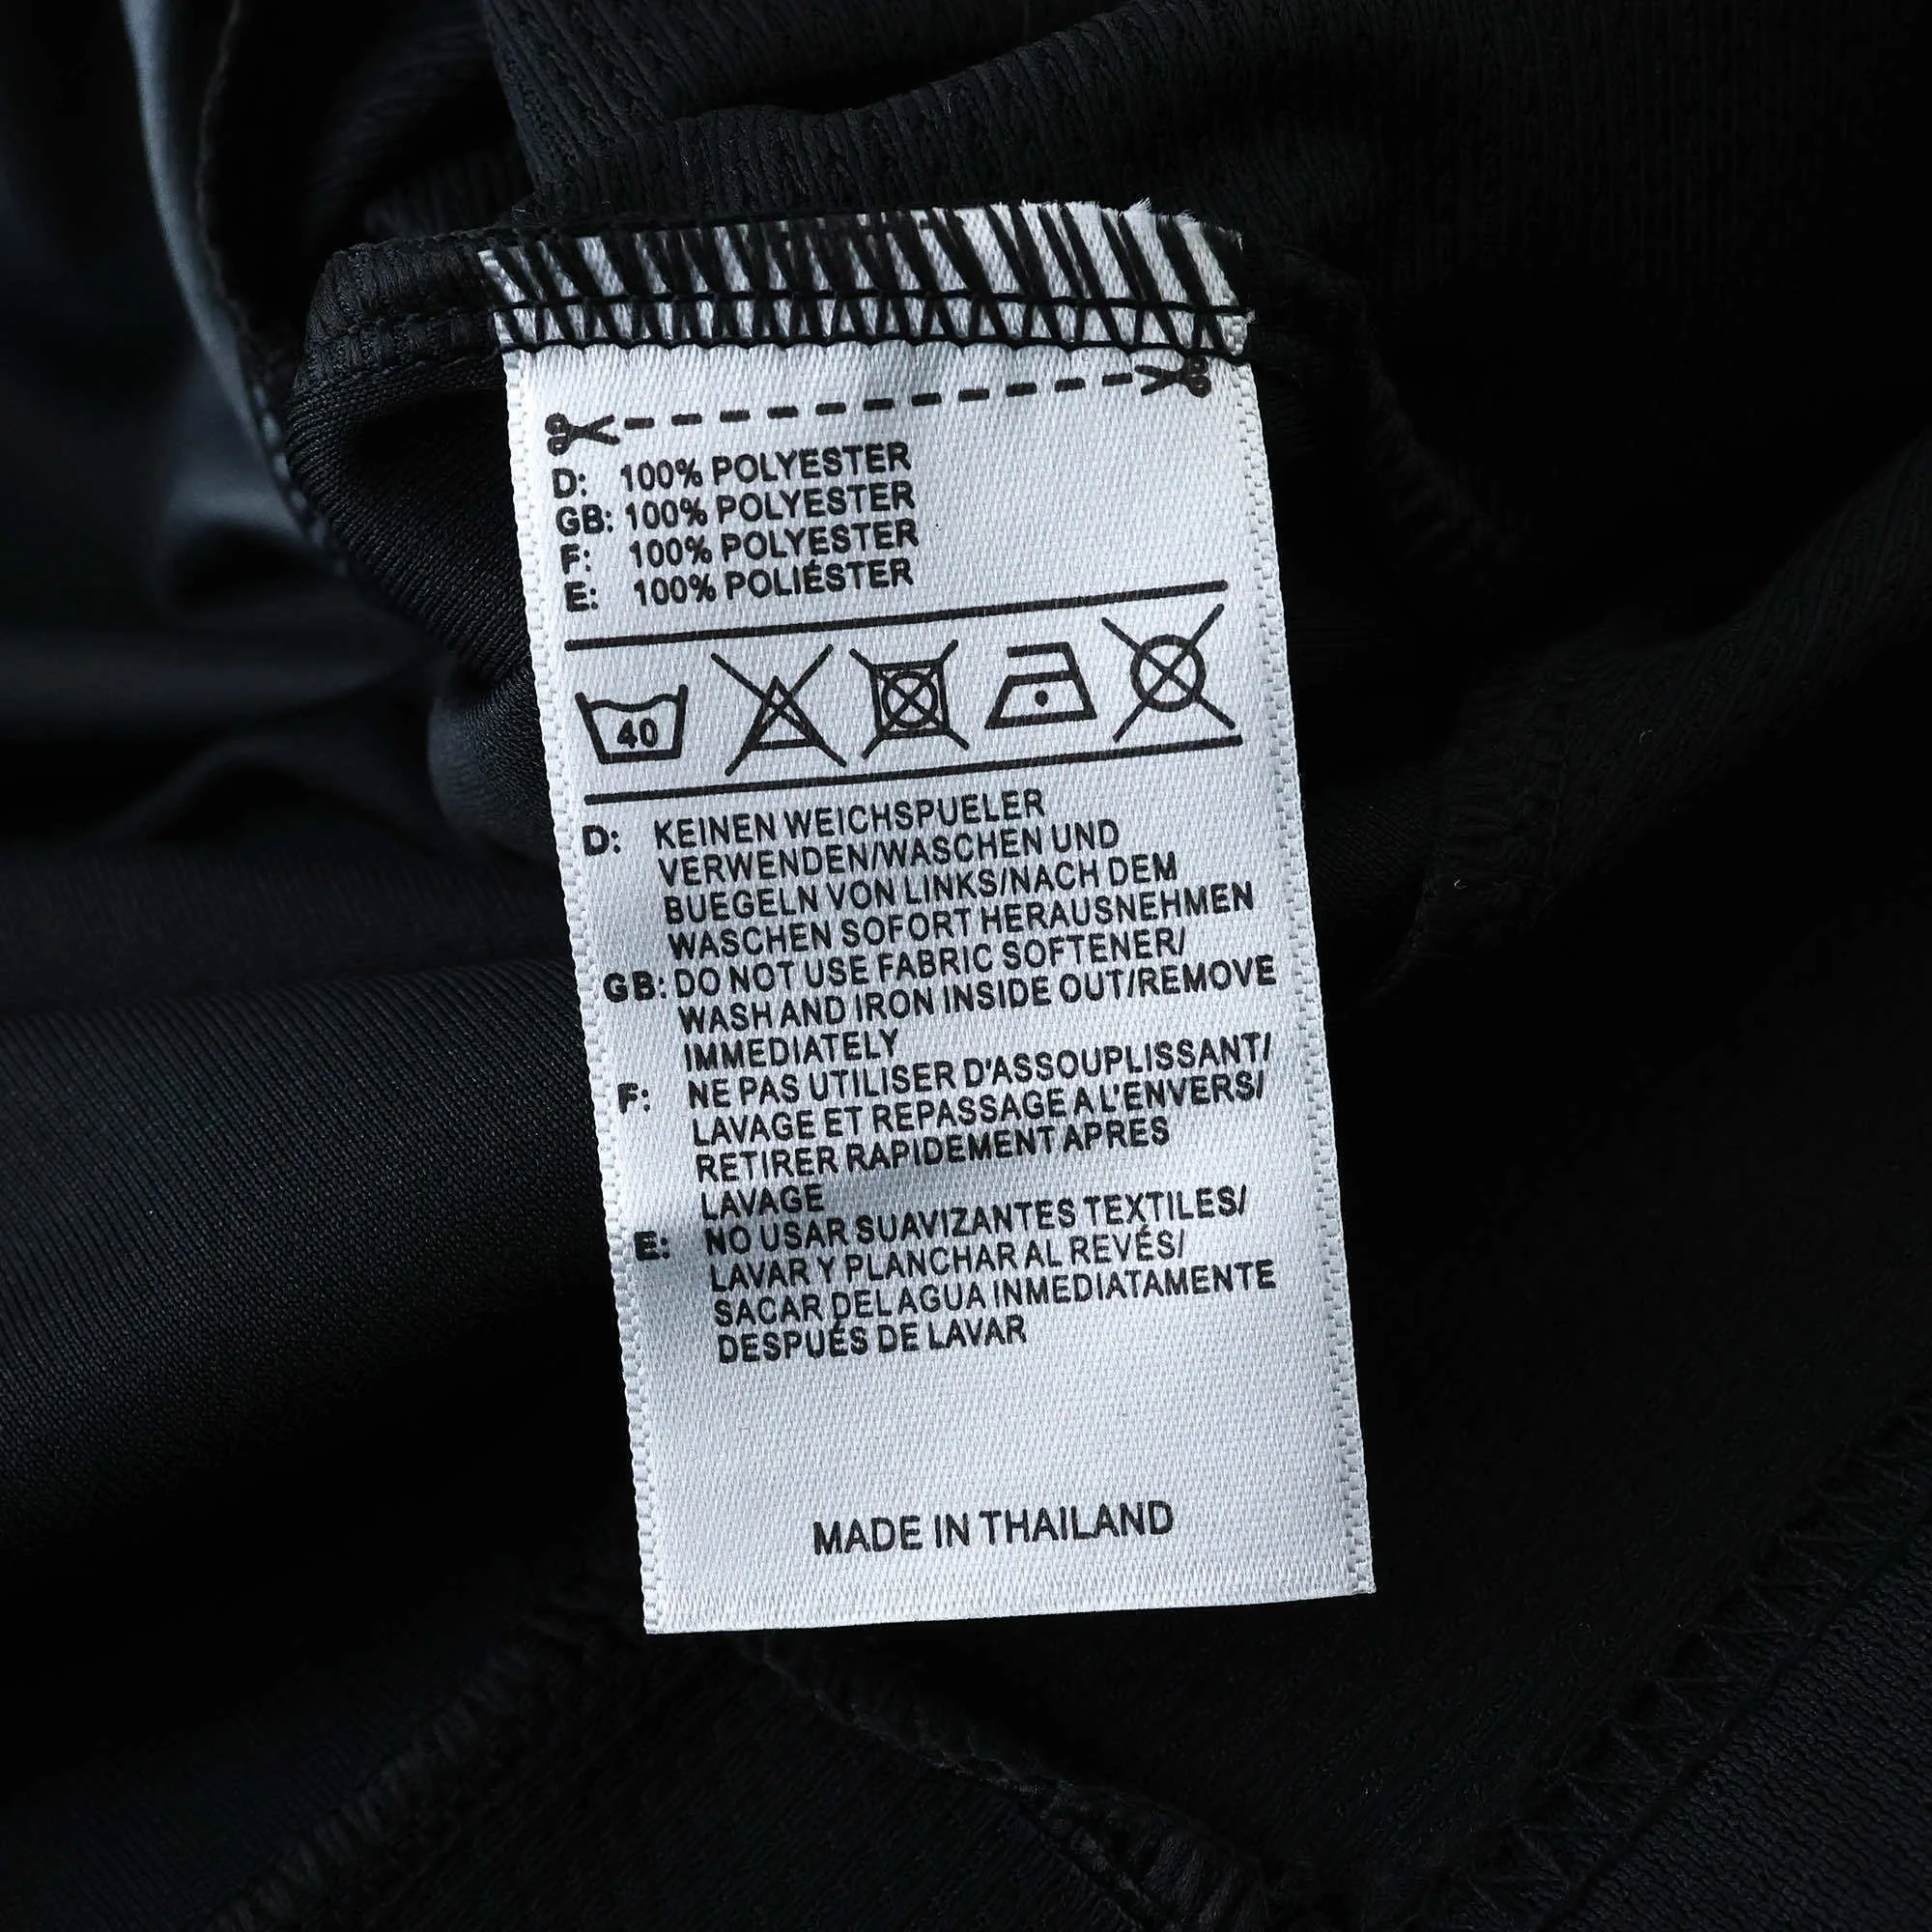 D: 100% POLYESTER
GB: 100% POLYESTER
F: 100% POLYESTER
E: 100% POLIÉSTER
40
D: KEINEN WEICHSPUELER
VERWENDEN/WASCHEN UND
BUEGELN VON LINKS/NACH DEM
WASCHEN SOFORT HERAUSNEHMEN
GB: DO NOT USE FABRIC SOFTENER/
WASH AND IRON INSIDE OUT/REMOVE
IMMEDIATELY
F: NE PAS UTILISER D'ASSOUPLISSANT/
LAVAGE ET REPASSAGE A L'ENVERS/
RETIRER RAPIDEMENT APRES
LAVAGE
E: NO USAR SUAVIZANTES TEXTILES/
LAVAR Y PLANCHAR AL REVÉS/
SACAR DEL AGUA INMEDIATAMENTE
DESPUÉS DE LAVAR
MADE IN THAILAND